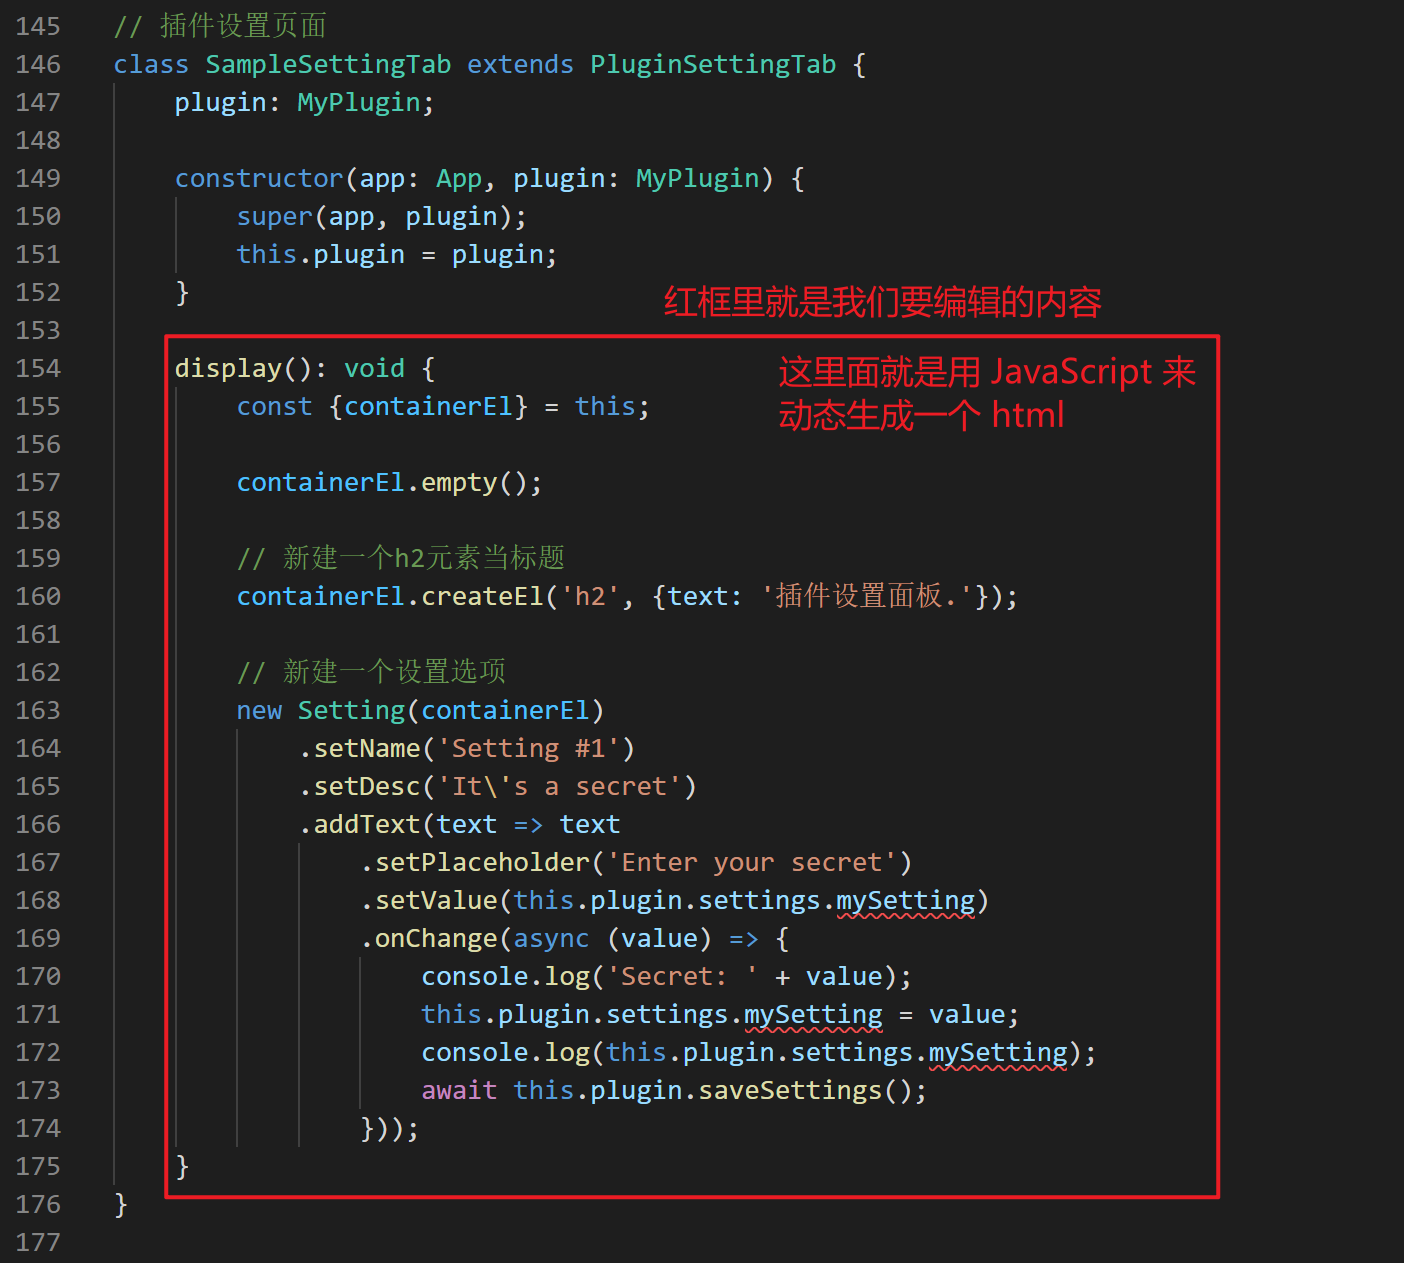 145 // 插件设置页面
146 class SampleSettingTab extends PluginSettingTab {
147 plugin: MyPlugin;
148
149 constructor(app: App, plugin: MyPlugin) {
150 super(app, plugin);
151 this.plugin = plugin;
152 }
红框里就是我们要编辑的内容
153
154 display(): void {
这里面就是用 JavaScript 来
155 const {containerEl} = this;
动态生成一个 html
156
157 containerEl.empty();
158
159 // 新建一个h2元素当标题
160 containerEl.createEl('h2', {text: '插件设置面板.'});
161
162 // 新建一个设置选项
163 new Setting(containerEl)
164 .setName('Setting #1')
165 .setDesc('It\'s a secret')
166 .addText(text => text
167 .setPlaceholder('Enter your secret')
168 .setValue(this.plugin.settings.mySetting)
169 .onChange(async (value) => {
170 console.log('Secret: ' + value);
171 this.plugin.settings.mySetting = value;
172 console.log(this.plugin.settings.mySetting);
173 await this.plugin.saveSettings();
174 }));
175 }
176 }
177